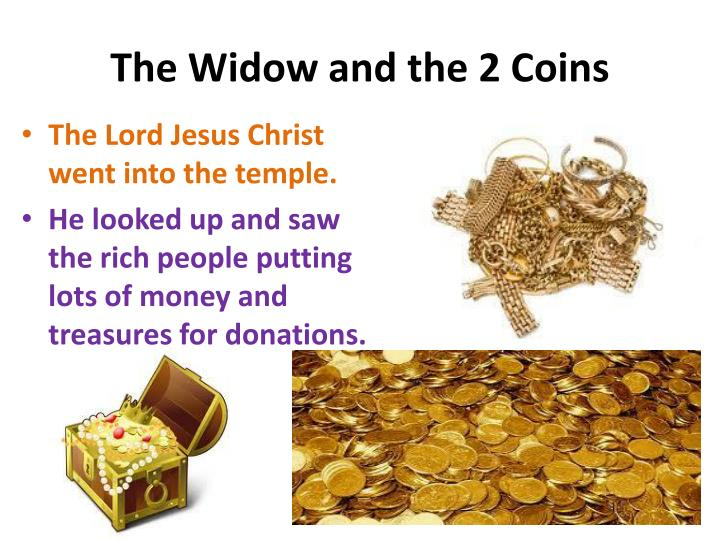 The Widow and the 2 Coins
• The Lord Jesus Christ
went into the temple.
• He looked up and saw
the rich people putting
lots of money and
treasures for donations.